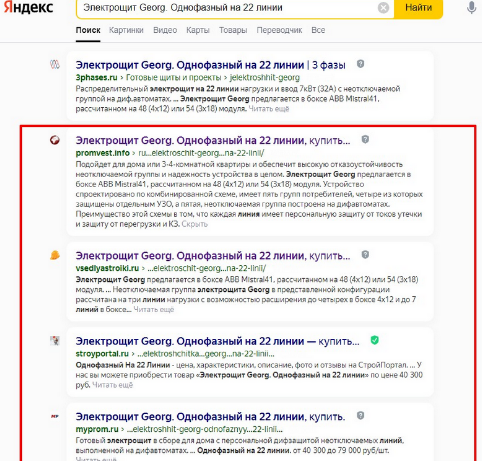 Яндекс
Электрощит Georg. Однофазный на 22 линии
Найти
Поиск Картинки Видео Карты Товары Переводчик Все
Электрощит Georg. Однофазный на 22 линии | 3 фазы
3phases.ru › Готовые щиты и проекты › jelektroshhit-georg
Распределительный электрощит на 22 линии нагрузки и ввод 7кВт (32А) с неотключаемой
группой на диф.автоматах. ... Электрощит Georg предлагается в боксе ABB Mistral41,
рассчитанном на 48 (4x12) или 54 (3x18) модуля. Читать ещё
Электрощит Georg. Однофазный на 22 линии, купить...
promvest.info › ru...elektroschit-georg...na-22-linii/
Подойдет для дома или 3-4-комнатной квартиры и обеспечит высокую отказоустойчивость
неотключаемой группы и надежность устройства в целом. Электрощит Georg предлагается в
боксе ABB Mistral41, рассчитанном на 48 (4x12) или 54 (3x18) модуля. Устройство
спроектировано по комбинированной схеме, имеет пять групп потребителей, четыре из которых
защищены отдельным УЗО, а пятая, неотключаемая группа построена на дифавтоматах.
Преимущество этой схемы в том, что каждая линия имеет персональную защиту от токов утечки
и защиту от перегрузки и КЗ. Скрыть
Электрощит Georg. Однофазный на 22 линии, купить...
vsedlyastroiki.ru › ...elektroshit-georg...na-22-linii/
Электрощит Georg предлагается в боксе ABB Mistral41, рассчитанном на 48 (4x12) или 54 (3x18)
модуля. ... Неотключаемая группа электрощита Georg в представленной конфигурации
рассчитана на три линии нагрузки с возможностью расширения до четырех в боксе 4x12 и до 7
линий в боксе... Читать ещё
Электрощит Georg. Однофазный на 22 линии — купить...
stroyportal.ru › ...elektroshchitka...georg...na-22-linii...
Однофазный На 22 Линии - цена, характеристики, описание, фото и отзывы на СтройПортал. ... У
нас вы можете приобрести товар «Электрощит Georg. Однофазный на 22 линии» по цене 40 300
руб. Читать ещё
Электрощит Georg. Однофазный на 22 линии, купить.
myprom.ru › ...elektroshhit-georg-odnofaznyy...22-linii...
Готовый электрощит в сборе для дома с персональной дифзащитой неотключаемых линий,
выполненной на дифавтоматах. ... Однофазный на 22 линии. от 40 300 до 79 000 руб/шт.
Читать ещё